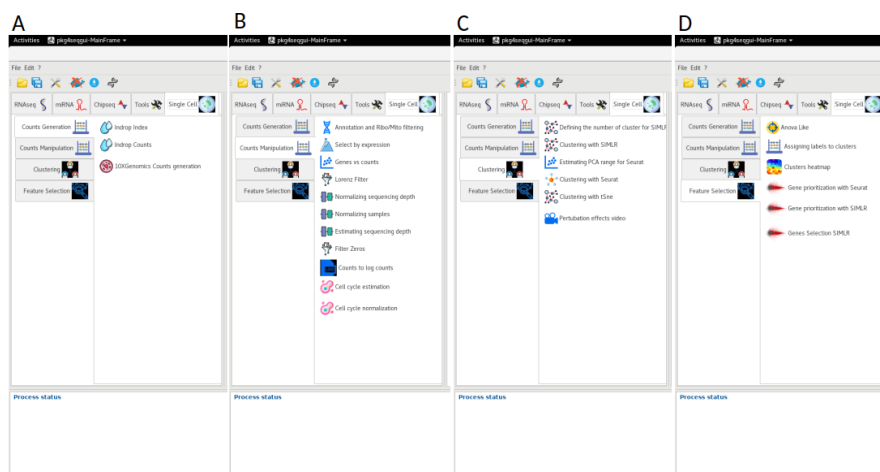 A
Activities pkg4seqgui-MainFrame
File Edit ?
RNAseq miRNA Chipseq Tools Single Cell
Counts Generation
Counts Manipulation
Clustering
Feature Selection
Indrop Index
Indrop Counts
10XGenomics Counts generation
Process status
B
Activities pkg4seqgui-MainFrame
File Edit ?
RNAseq miRNA Chipseq Tools Single Cell
Counts Generation
Counts Manipulation
Clustering
Feature Selection
Annotation and Ribo/Mito filtering
Select by expression
Genes vs counts
Lorenz Filter
Normalizing sequencing depth
Normalizing samples
Estimating sequencing depth
Filter Zeros
Counts to log counts
Cell cycle estimation
Cell cycle normalization
Process status
C
Activities pkg4seqgui-MainFrame
File Edit ?
RNAseq miRNA Chipseq Tools Single Cell
Counts Generation
Counts Manipulation
Clustering
Feature Selection
Defining the number of cluster for SIMLR
Clustering with SIMLR
Estimating PCA range for Seurat
Clustering with Seurat
Clustering with tSne
Pertubation effects video
Process status
D
Activities pkg4seqgui-MainFrame
File Edit ?
RNAseq miRNA Chipseq Tools Single Cell
Counts Generation
Counts Manipulation
Clustering
Feature Selection
Anova Like
Assigning labels to clusters
Clusters heatmap
Gene prioritization with Seurat
Gene prioritization with SIMLR
Genes Selection SIMLR
Process status